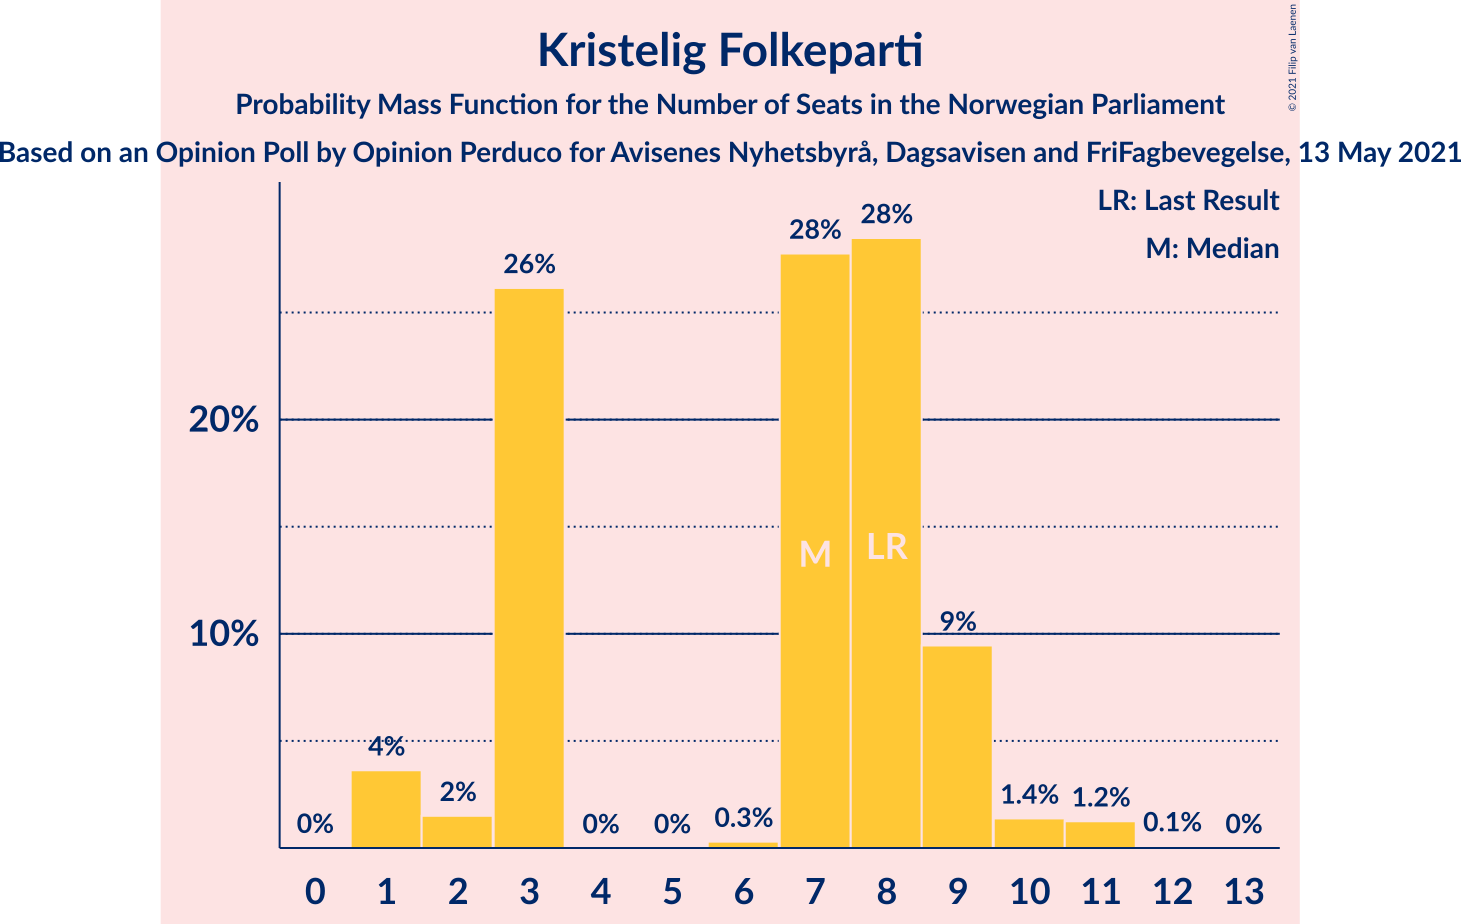 Kristelig Folkeparti
Probability Mass Function for the Number of Seats in the Norwegian Parliament
Based on an Opinion Poll by Opinion Perduco for Avisenes Nyhetsbyrå, Dagsavisen and FriFagbevegelse, 13 May 2021
© 2021 Filip van Laenen
LR: Last Result
M: Median
28%
28%
26%
20%
M
LR
10%
9%
4%
2%
0%
0%
0%
0.3%
1.4%
1.2%
0.1%
0%
0 1 2 3 4 5 6 7 8 9 10 11 12 13